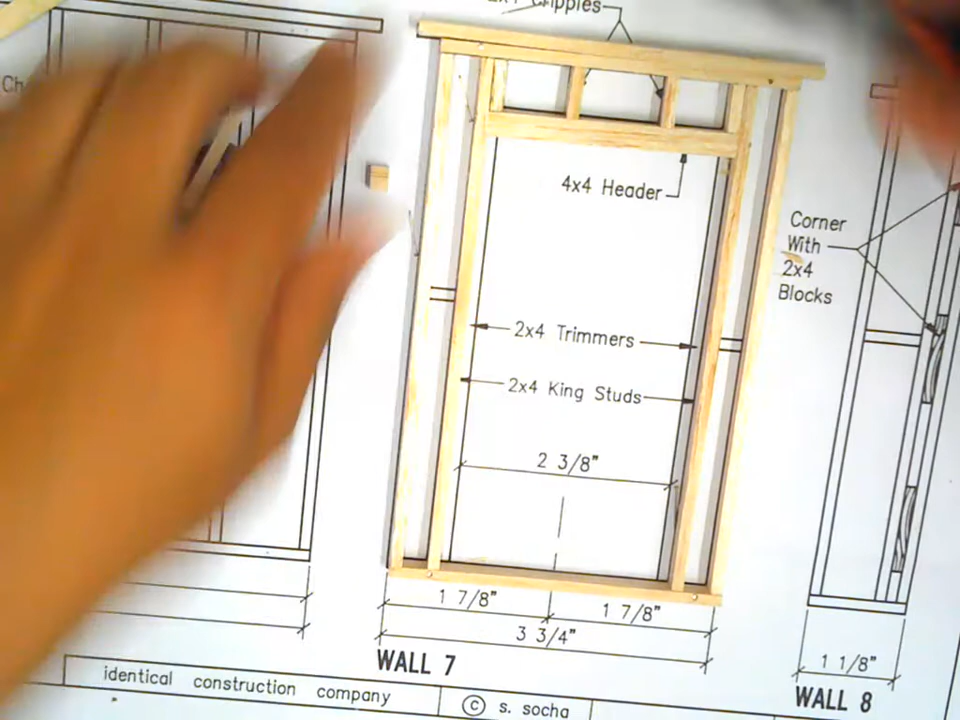 Cripples
4x4 Header
Corner
With
2x4
Blocks
2x4 Trimmers
2x4 King Studs
2 3/8"
1 7/8"
1 7/8"
3 3/4"
WALL 7
1 1/8"
WALL 8
identical construction company
© s. socha